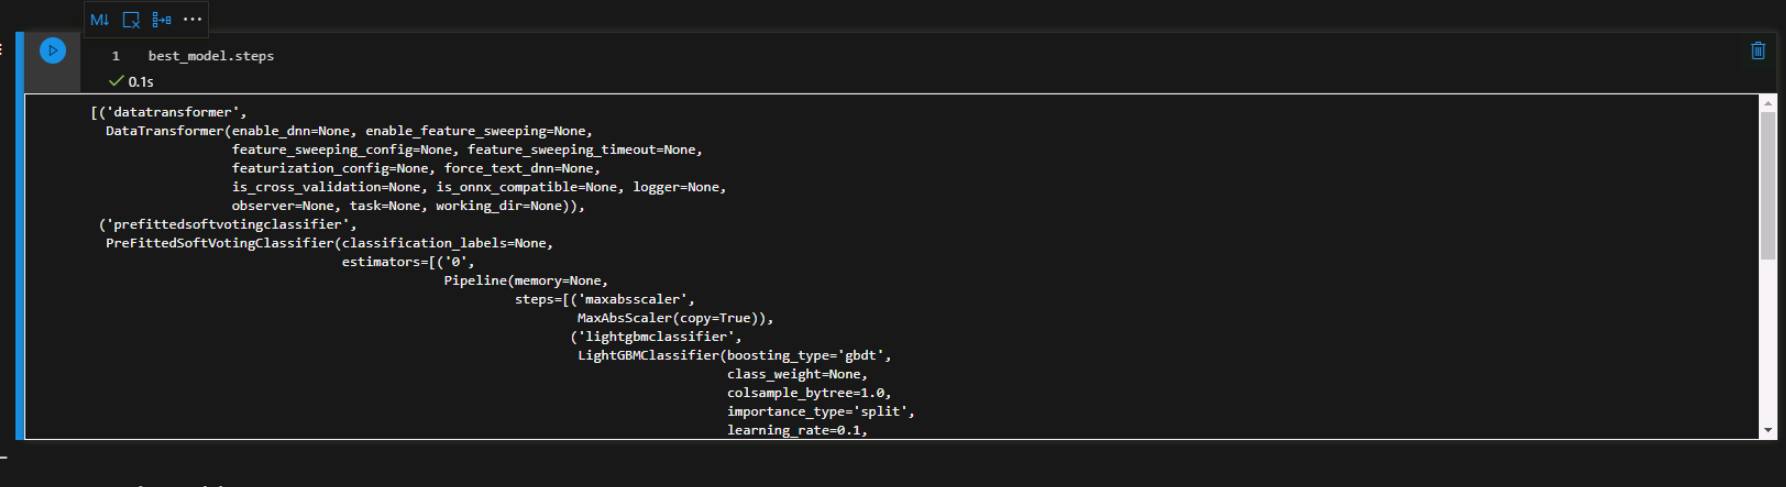 M↓
1 best_model.steps
0.1s
[('datatransformer',
DataTransformer(enable_dnn=None, enable_feature_sweeping=None,
feature_sweeping_config=None, feature_sweeping_timeout=None,
featurization_config=None, force_text_dnn=None,
is_cross_validation=None, is_onnx_compatible=None, logger=None,
observer=None, task=None, working_dir=None)),
('prefittedsoftvotingclassifier',
PreFittedSoftVotingClassifier(classification_labels=None,
estimators=[('0',
Pipeline(memory=None,
steps=[('maxabsscaler',
MaxAbsScaler(copy=True)),
('lightgbmclassifier',
LightGBMClassifier(boosting_type='gbdt',
class_weight=None,
colsample_bytree=1.0,
importance_type='split',
learning_rate=0.1,